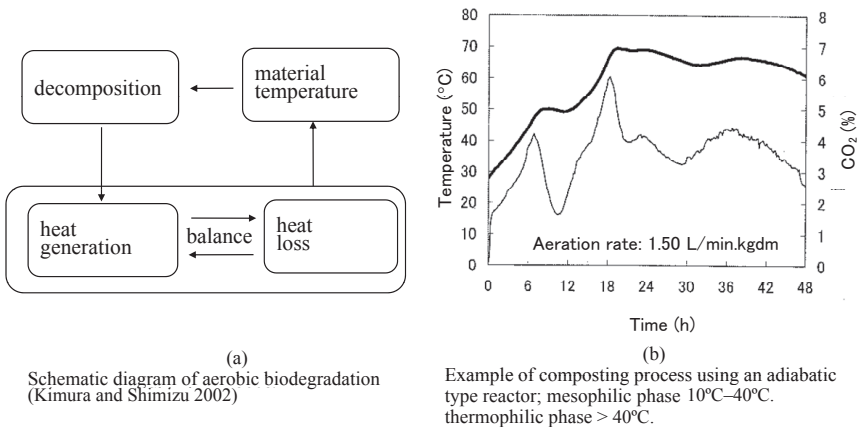 decomposition
material
temperature
heat
generation
balance
heat
loss
(a)
Schematic diagram of aerobic biodegradation
(Kimura and Shimizu 2002)
80
70
60
50
40
30
20
10
0
Temperature (°C)
8
7
6
5
4
3
2
1
0
CO2 (%)
Aeration rate: 1.50 L/min.kgdm
0 6 12 18 24 30 36 42 48
Time (h)
(b)
Example of composting process using an adiabatic
type reactor; mesophilic phase 10ºC–40ºC.
thermophilic phase > 40ºC.